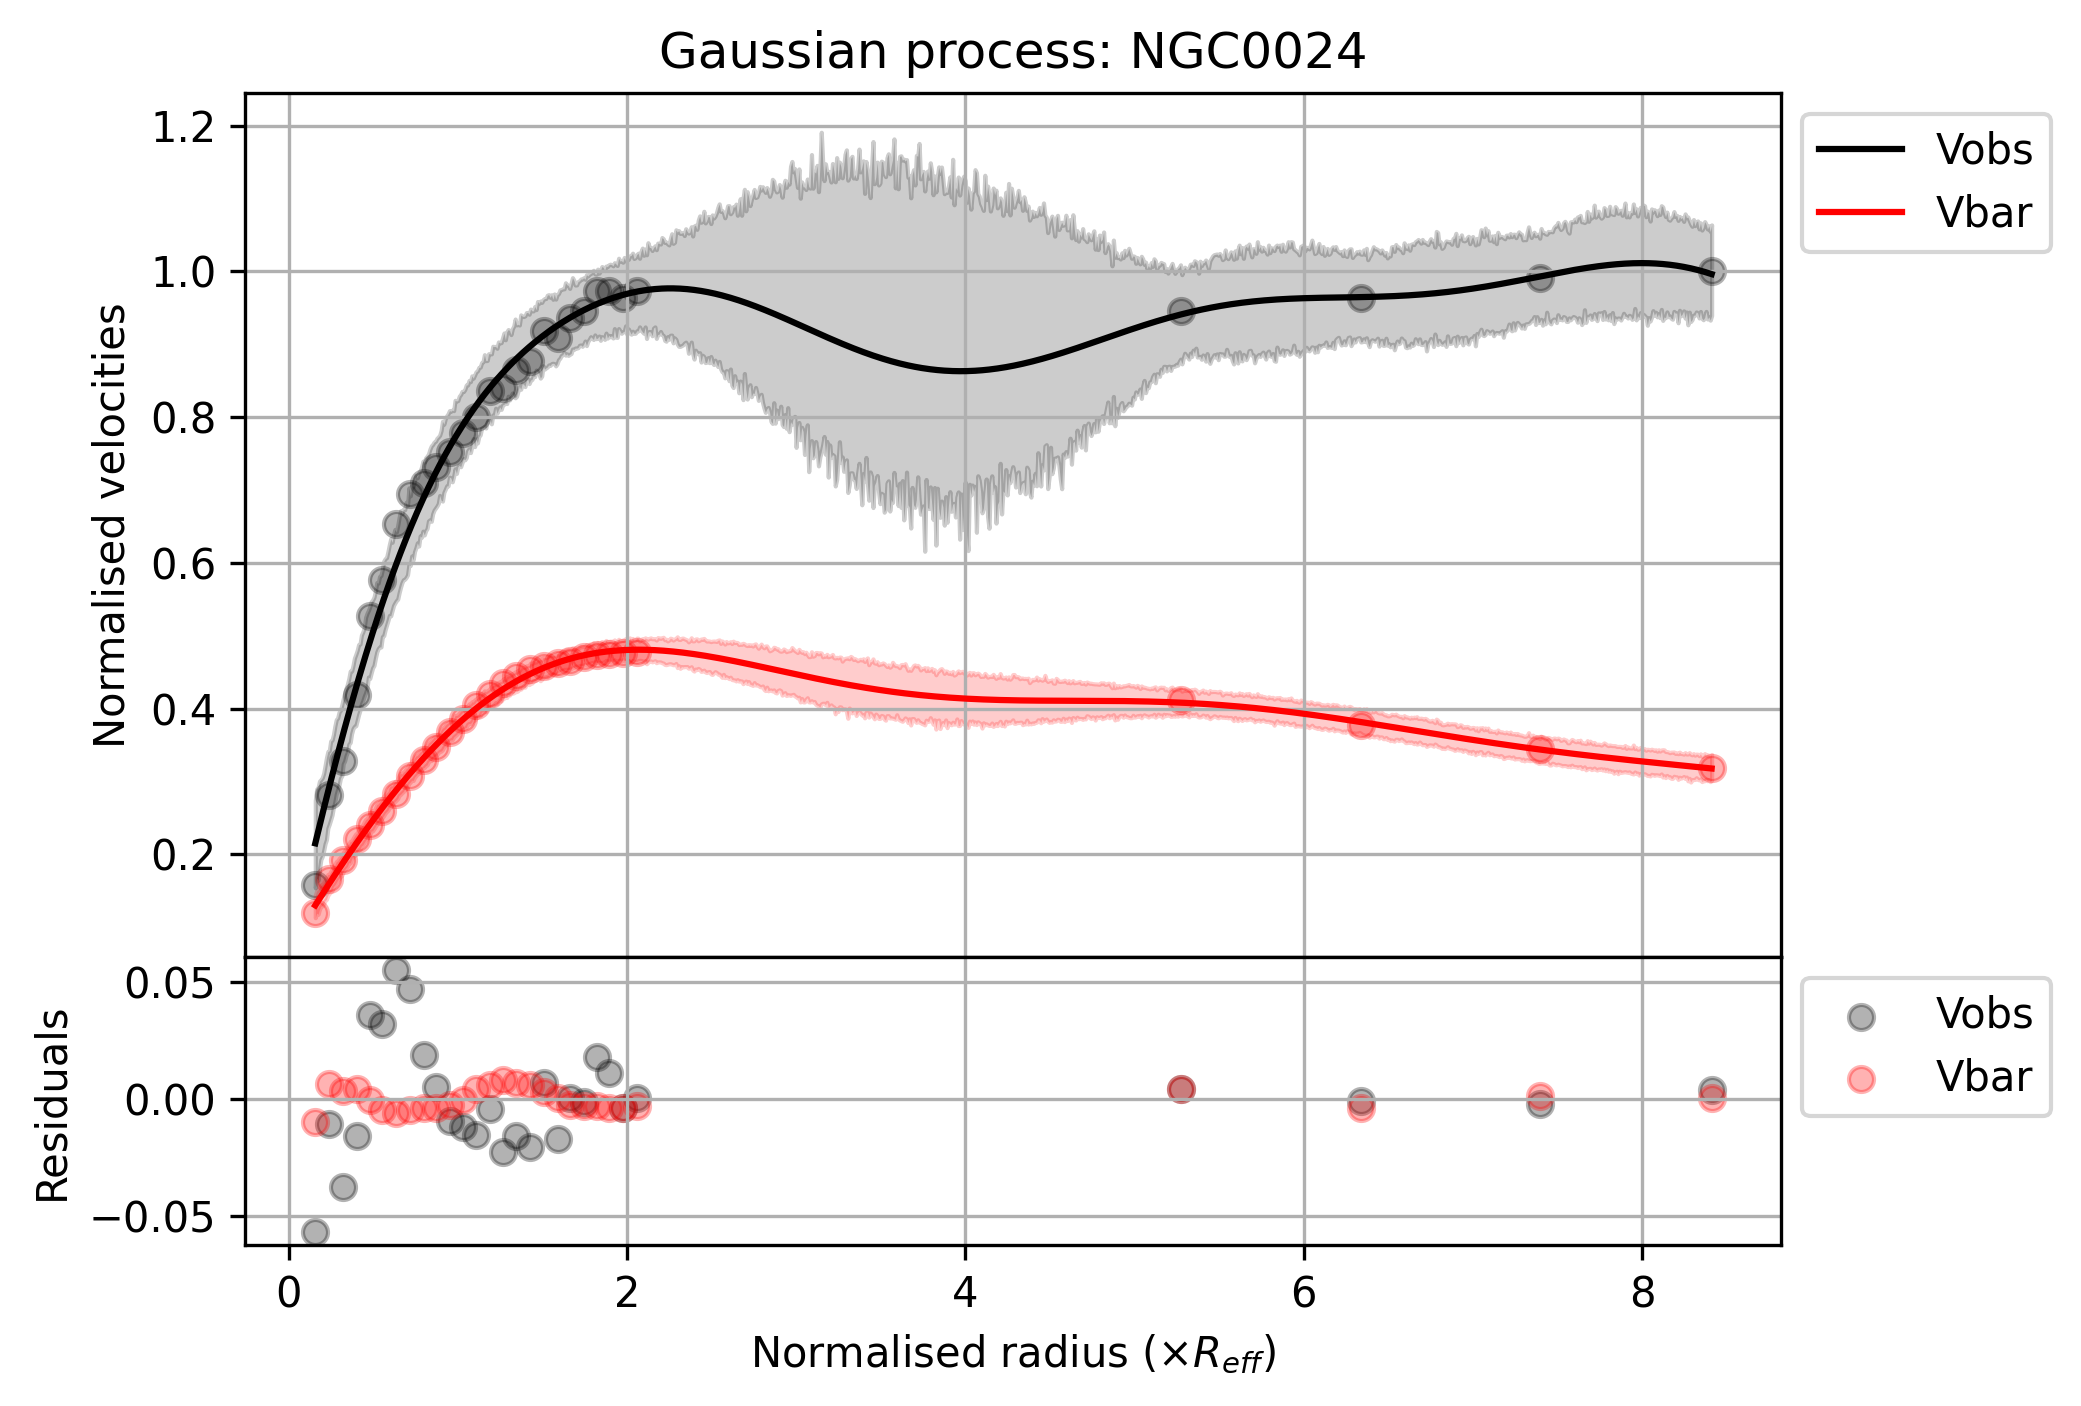 Gaussian process: NGC0024
Normalised velocities
1.2
1.0
0.8
0.6
0.4
0.2
Vobs
Vbar
Residuals
0.05
0.00
−0.05
Vobs
Vbar
0 2 4 6 8
Normalised radius (×R_eff)